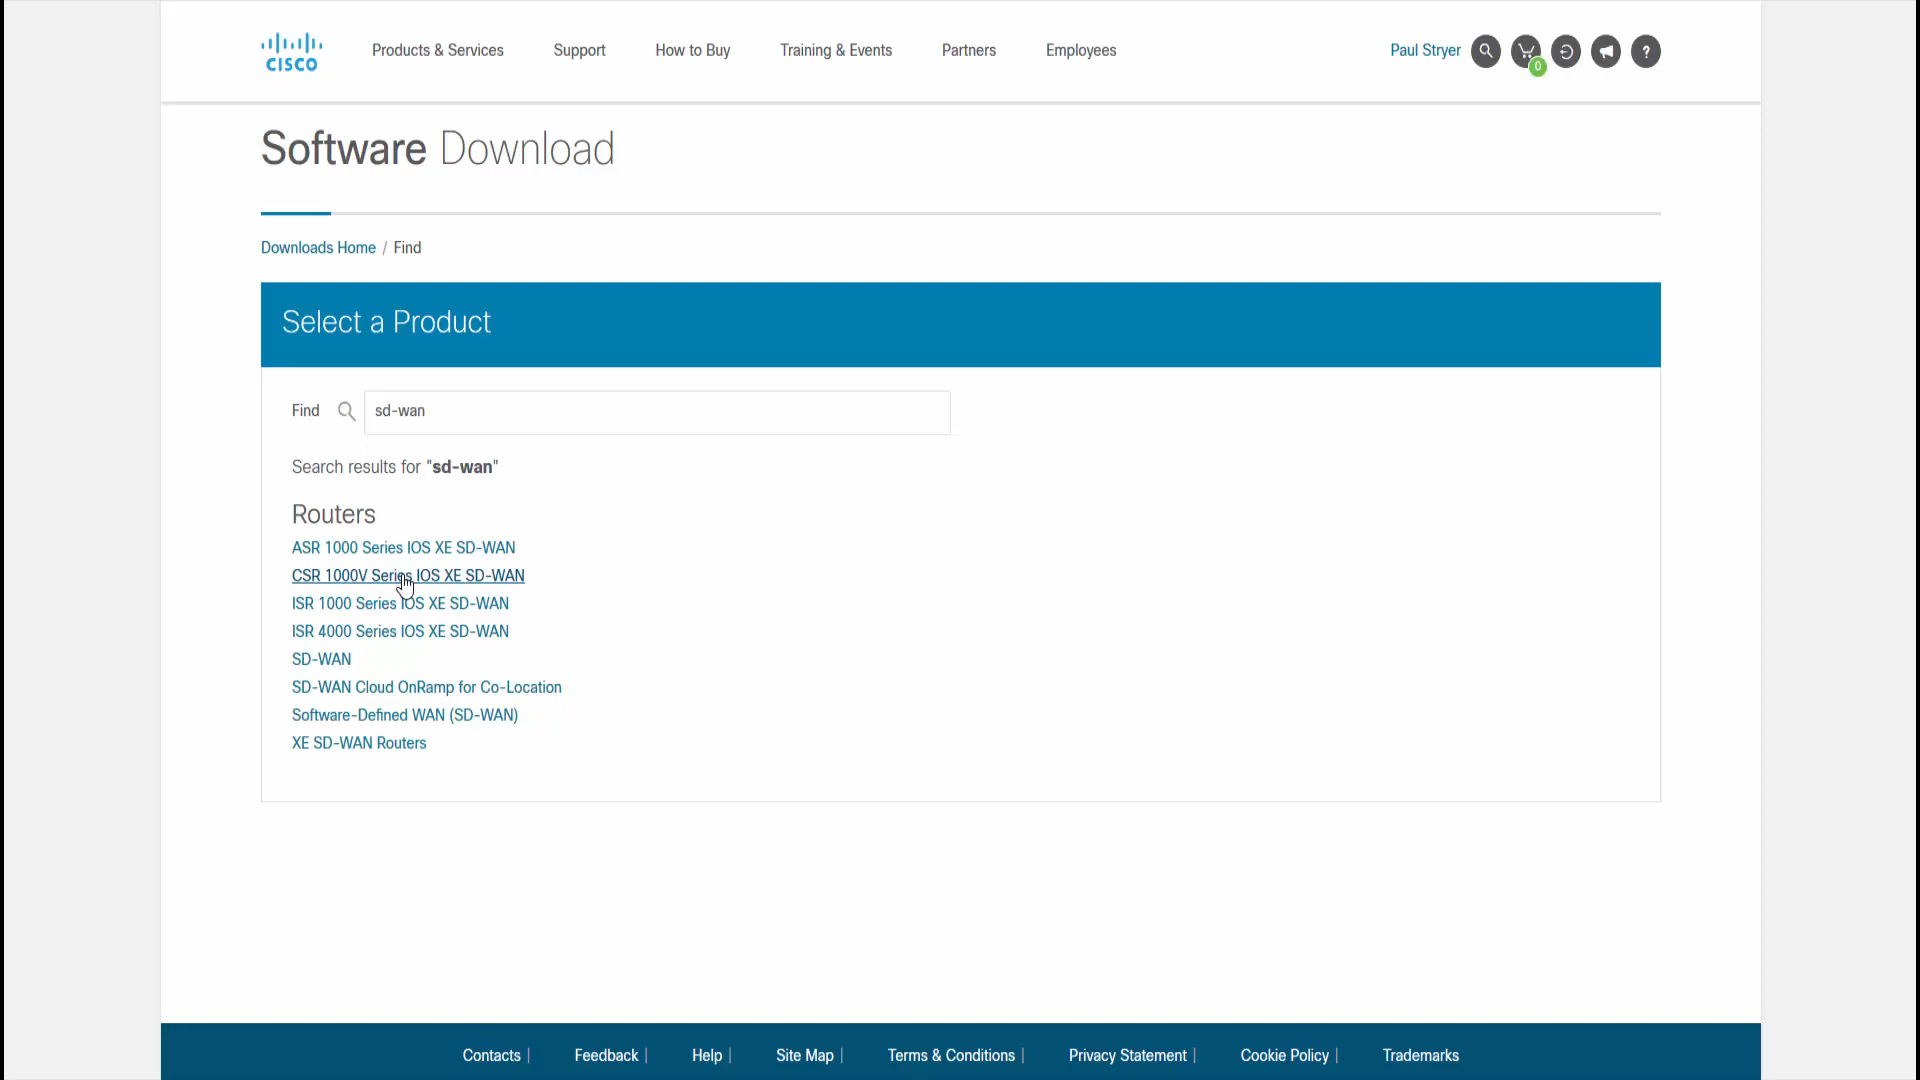 CISCO
Products & Services Support How to Buy Training & Events Partners Employees
Paul Stryer
0
?
Software Download
Downloads Home / Find
Select a Product
Find sd-wan
Search results for "sd-wan"
Routers
ASR 1000 Series IOS XE SD-WAN
CSR 1000V Series IOS XE SD-WAN
ISR 1000 Series IOS XE SD-WAN
ISR 4000 Series IOS XE SD-WAN
SD-WAN
SD-WAN Cloud OnRamp for Co-Location
Software-Defined WAN (SD-WAN)
XE SD-WAN Routers
Contacts | Feedback | Help | Site Map | Terms & Conditions | Privacy Statement | Cookie Policy | Trademarks